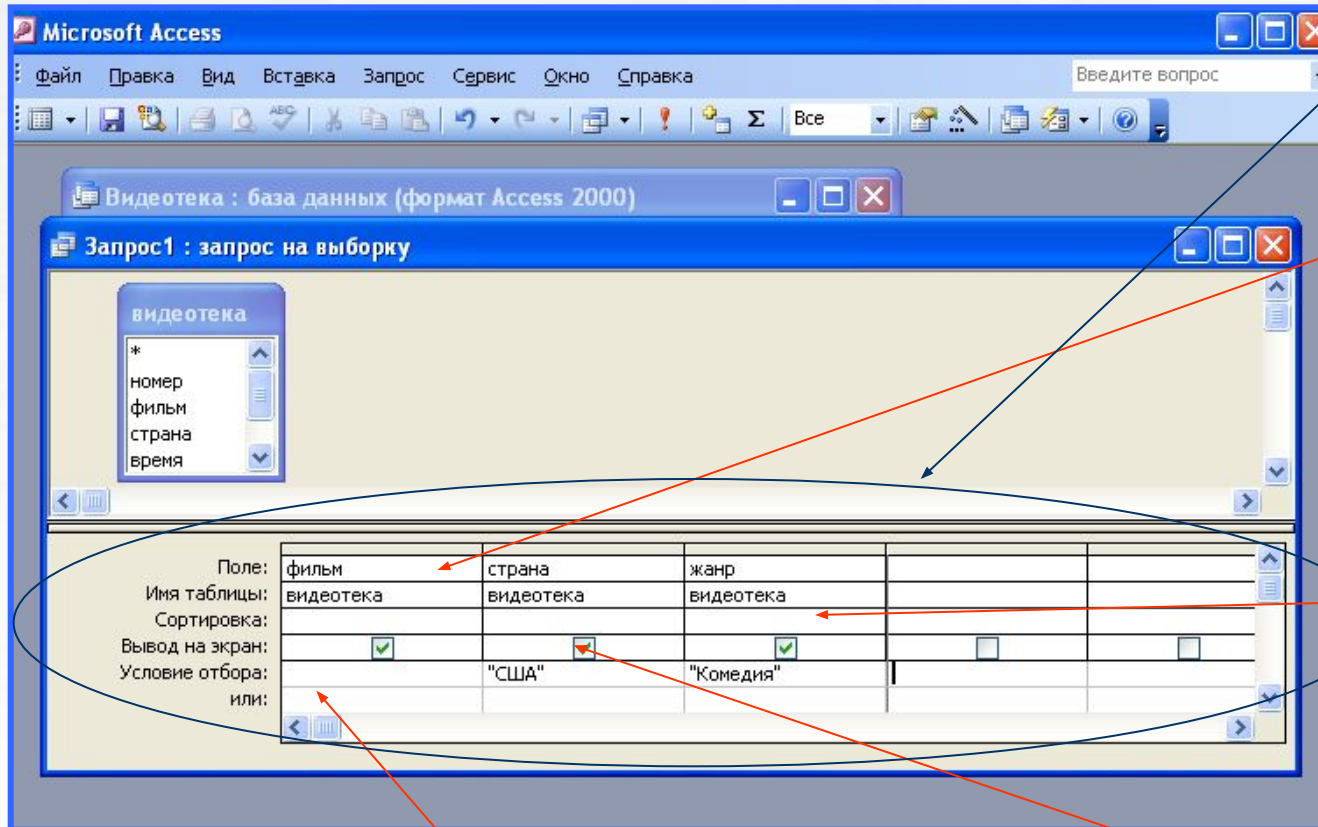 Microsoft Access
Файл Правка Вид Вставка Запрос Сервис Окно Справка Введите вопрос
ABC Σ Все
Видеотека : база данных (формат Access 2000)
Запрос1 : запрос на выборку
видеотека
*
номер
фильм
страна
время
Поле: фильм страна жанр
Имя таблицы: видеотека видеотека видеотека
Сортировка:
Вывод на экран:
Условие отбора: "США" "Комедия"
или: